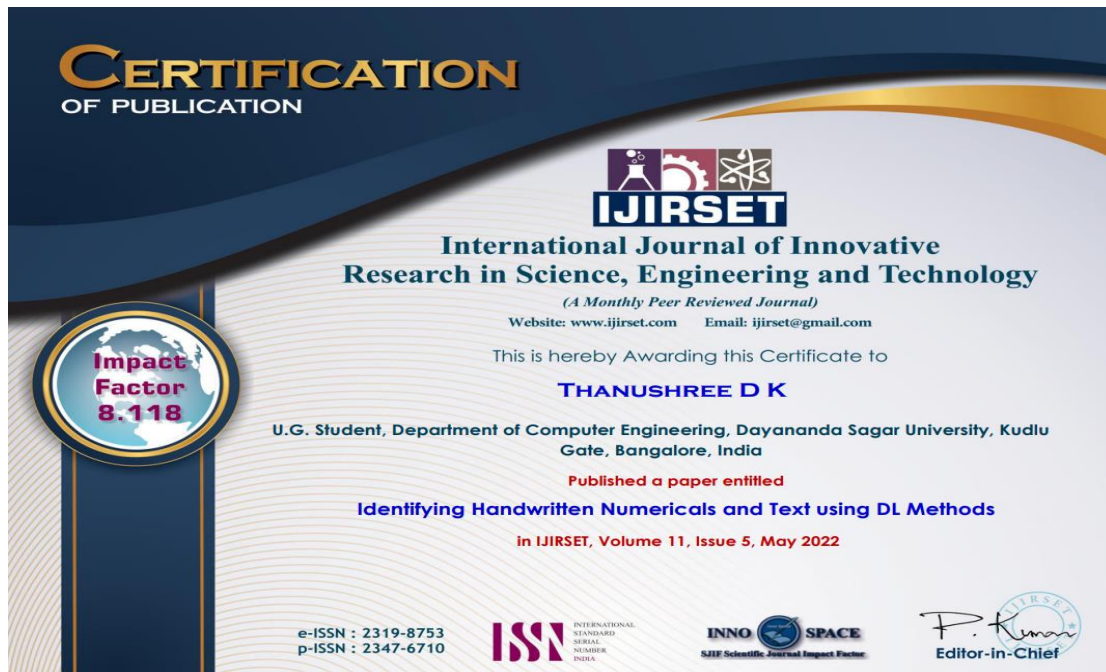 CERTIFICATION
OF PUBLICATION
IJIRSET
International Journal of Innovative
Research in Science, Engineering and Technology
(A Monthly Peer Reviewed Journal)
Website: www.ijirset.com Email: ijirset@gmail.com
This is hereby Awarding this Certificate to
THANUSHREE D K
U.G. Student, Department of Computer Engineering, Dayananda Sagar University, Kudlu
Gate, Bangalore, India
Published a paper entitled
Identifying Handwritten Numericals and Text using DL Methods
in IJIRSET, Volume 11, Issue 5, May 2022
Impact
Factor
8.118
e-ISSN : 2319-8753
p-ISSN : 2347-6710
ISSN
INTERNATIONAL
STANDARD
SERIAL
NUMBER
INDIA
INNO SPACE
SJIF Scientific Journal Impact Factor
IJIRSET
P. Kumar
Editor-in-Chief